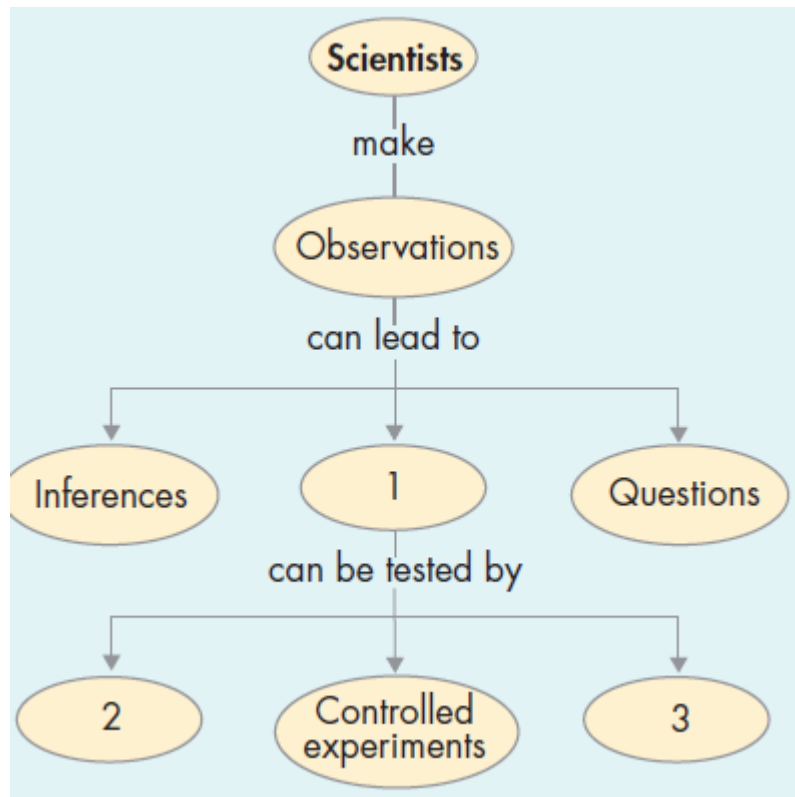 Scientists
make
Observations
can lead to
Inferences
1
Questions
can be tested by
2
Controlled
experiments
3